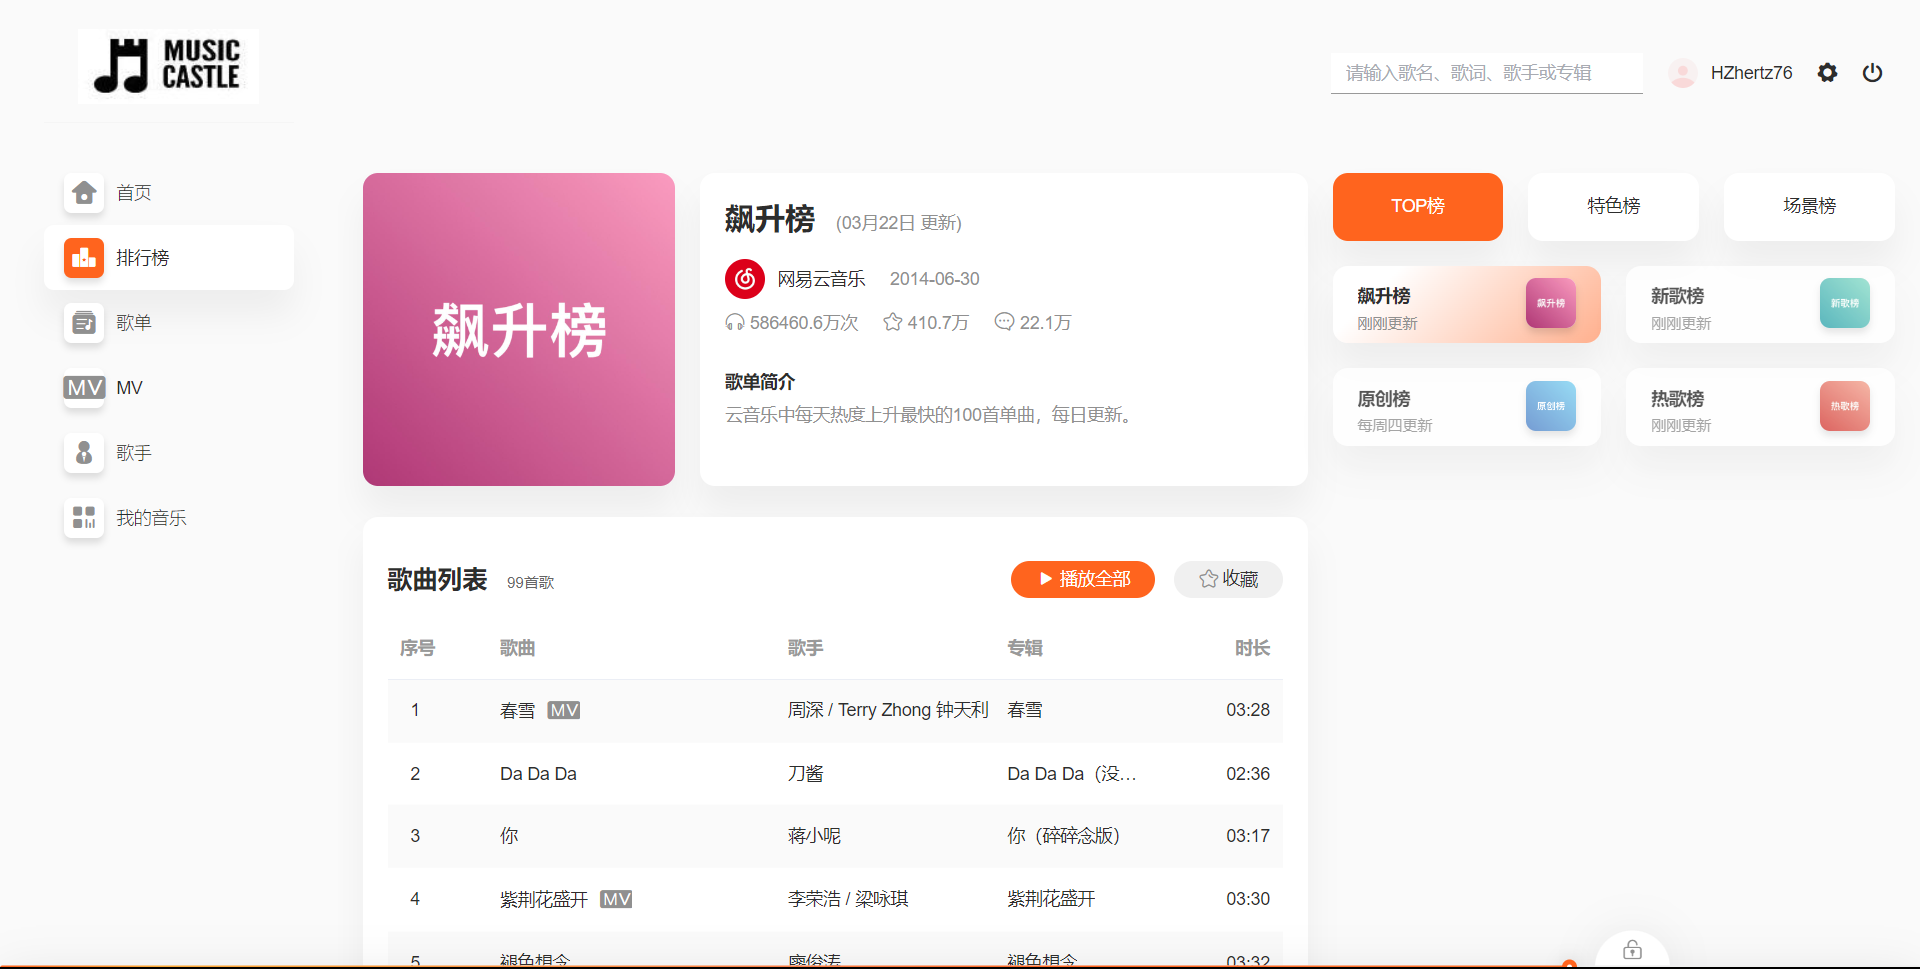 MUSIC
CASTLE
请输入歌名、歌词、歌手或专辑
HZhertz76
首页
排行榜
歌单
MV MV
歌手
我的音乐
飙升榜
飙升榜 (03月22日 更新)
网易云音乐 2014-06-30
586460.6万次 410.7万 22.1万
歌单简介
云音乐中每天热度上升最快的100首单曲，每日更新。
TOP榜 特色榜 场景榜
飙升榜
刚刚更新
飙升榜
新歌榜
刚刚更新
新歌榜
原创榜
每周四更新
原创榜
热歌榜
刚刚更新
热歌榜
歌曲列表 99首歌 播放全部 收藏
序号 歌曲 歌手 专辑 时长
1 春雪 MV 周深 / Terry Zhong 钟天利 春雪 03:28
2 Da Da Da 刀酱 Da Da Da（没… 02:36
3 你 蒋小呢 你（碎碎念版） 03:17
4 紫荆花盛开 MV 李荣浩 / 梁咏琪 紫荆花盛开 03:30
5 褪色想念 廖俊涛 褪色想念 03:32